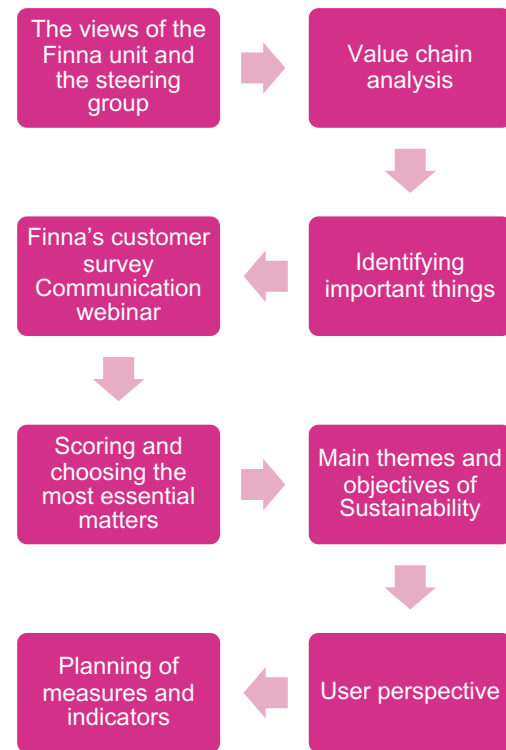 The views of the
Finna unit and
the steering
group
Value chain
analysis
Identifying
important things
Finna’s customer
survey
Communication
webinar
Scoring and
choosing the
most essential
matters
Main themes and
objectives of
Sustainability
User perspective
Planning of
measures and
indicators